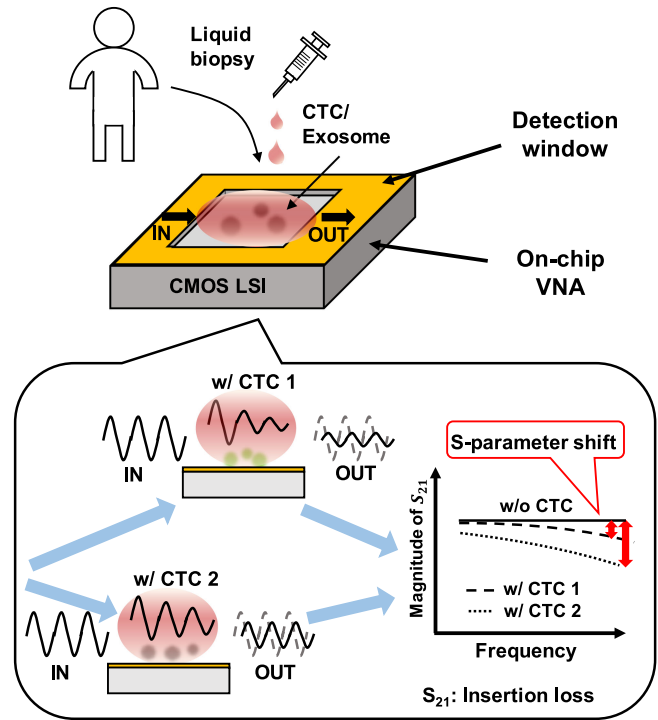 Liquid
biopsy
CTC/
Exosome
Detection
window
IN
OUT
CMOS LSI
On-chip
VNA
w/ CTC 1
IN
OUT
w/ CTC 2
IN
OUT
S-parameter shift
Magnitude of S₂₁
w/o CTC
w/ CTC 1
w/ CTC 2
Frequency
S₂₁: Insertion loss